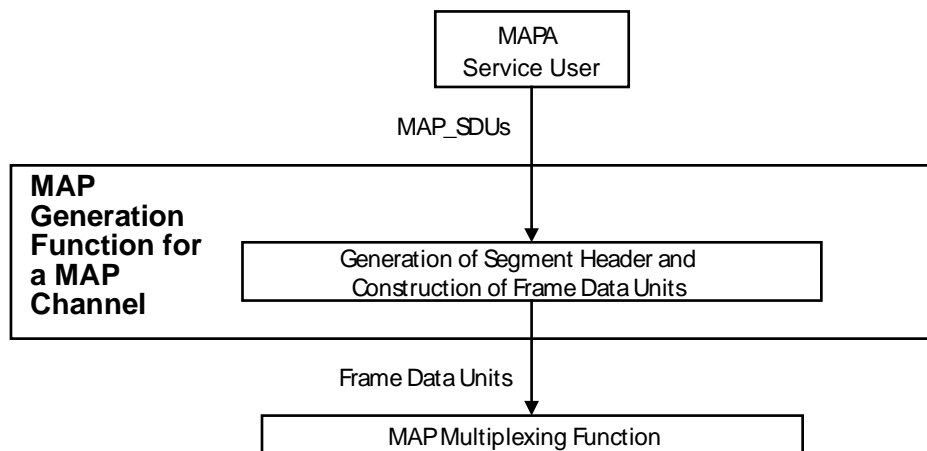 MAPA
Service User
MAP_SDUs
MAP
Generation
Function for
a MAP
Channel
Generation of Segment Header and
Construction of Frame Data Units
Frame Data Units
MAP Multiplexing Function